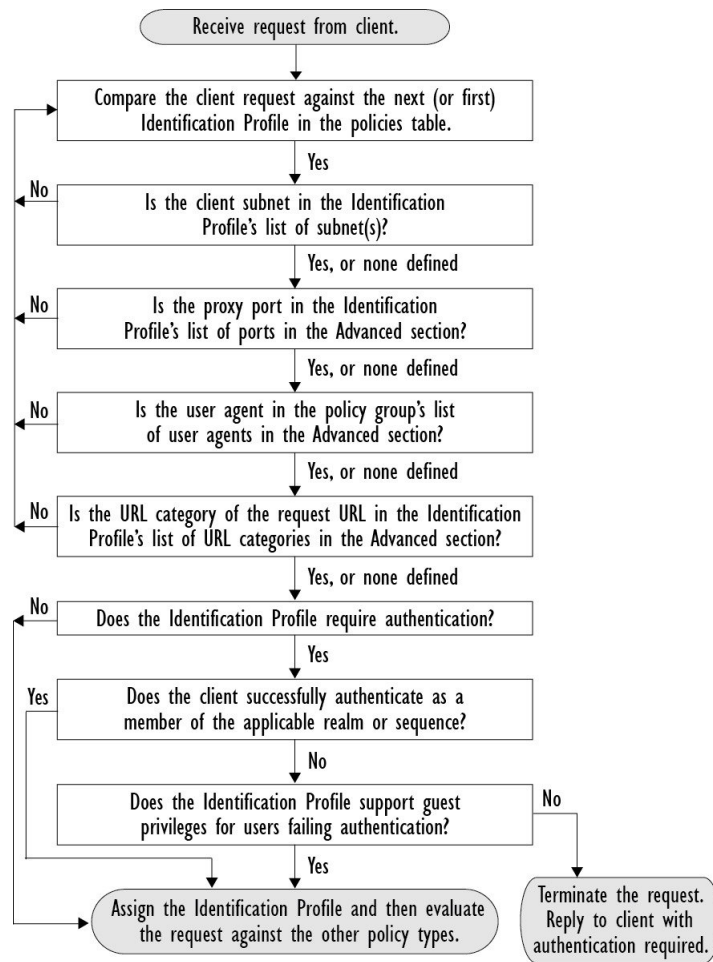 Receive request from client.
Compare the client request against the next (or first)
Identification Profile in the policies table.
Yes
No
Is the client subnet in the Identification
Profile's list of subnet(s)?
Yes, or none defined
No
Is the proxy port in the Identification
Profile's list of ports in the Advanced section?
Yes, or none defined
No
Is the user agent in the policy group's list
of user agents in the Advanced section?
Yes, or none defined
No
Is the URL category of the request URL in the Identification
Profile's list of URL categories in the Advanced section?
Yes, or none defined
No
Does the Identification Profile require authentication?
Yes
Yes
Does the client successfully authenticate as a
member of the applicable realm or sequence?
No
Does the Identification Profile support guest
privileges for users failing authentication?
No
Yes
Assign the Identification Profile and then evaluate
the request against the other policy types.
Terminate the request.
Reply to client with
authentication required.